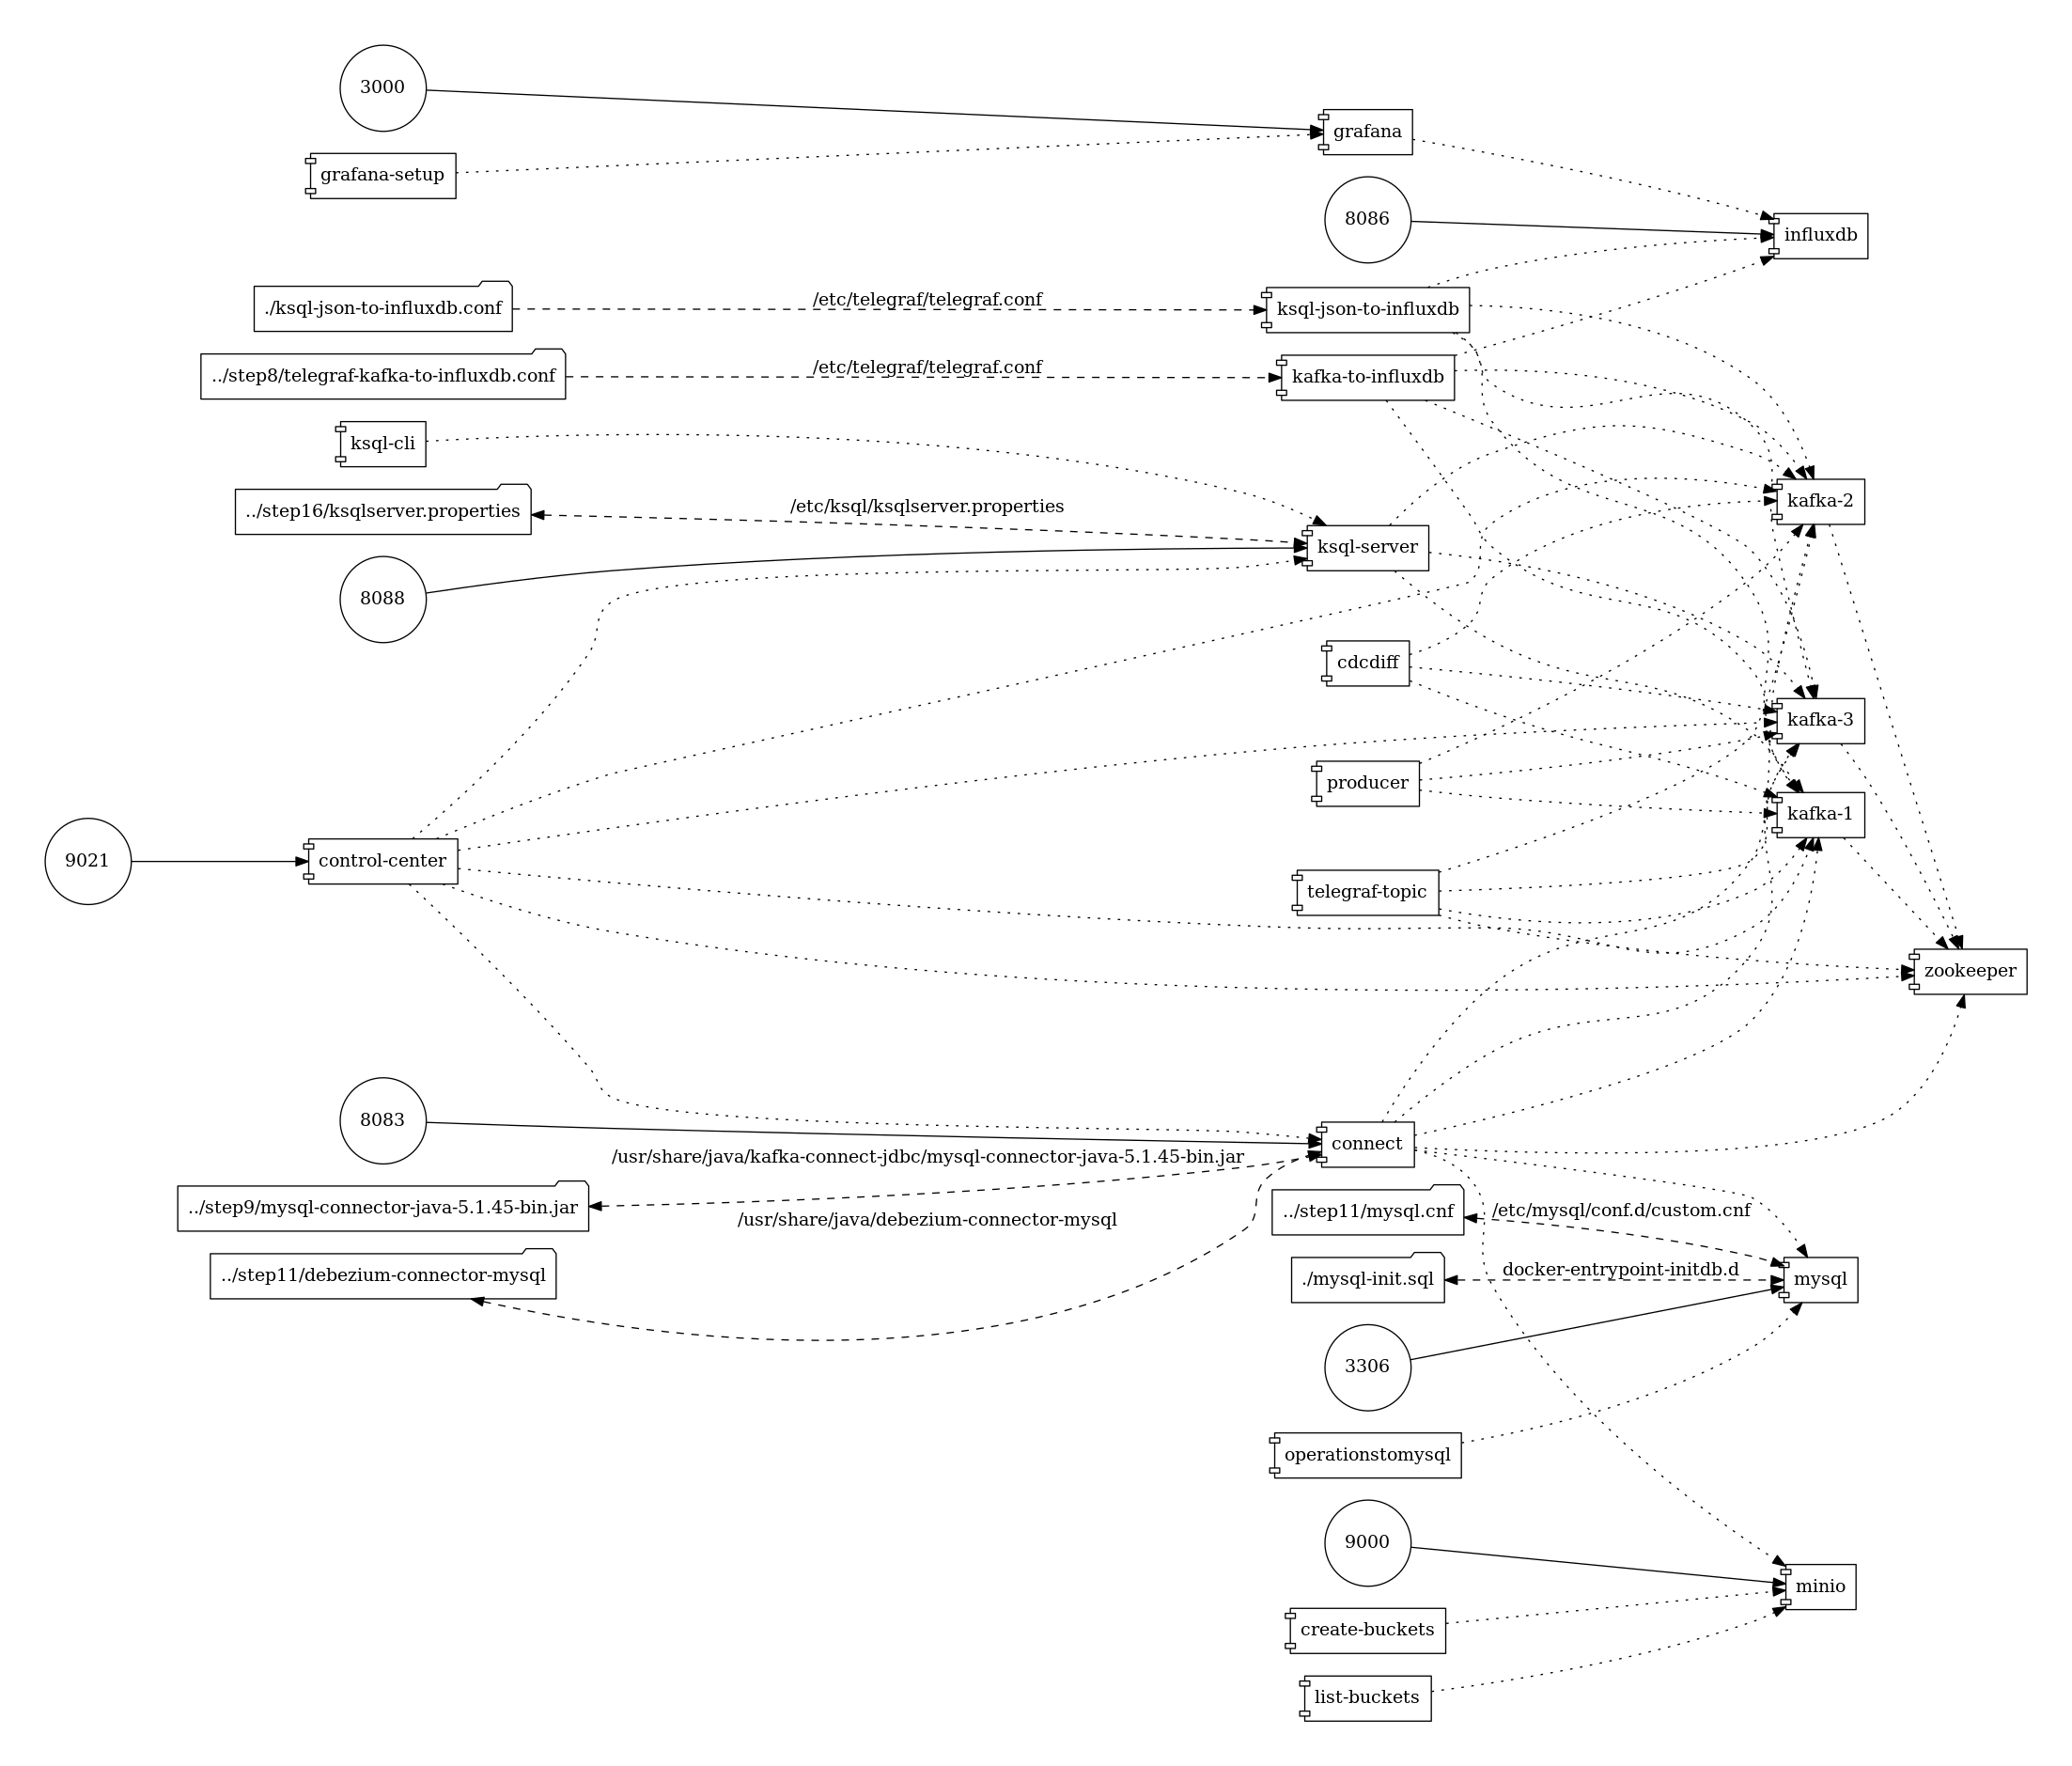 3000
grafana
grafana-setup
8086
influxdb
./ksql-json-to-influxdb.conf
/etc/telegraf/telegraf.conf
ksql-json-to-influxdb
../step8/telegraf-kafka-to-influxdb.conf
/etc/telegraf/telegraf.conf
kafka-to-influxdb
ksql-cli
../step16/ksqlserver.properties
/etc/ksql/ksqlserver.properties
kafka-2
ksql-server
8088
cdcdiff
kafka-3
producer
kafka-1
9021
control-center
telegraf-topic
zookeeper
8083
connect
/usr/share/java/kafka-connect-jdbc/mysql-connector-java-5.1.45-bin.jar
../step9/mysql-connector-java-5.1.45-bin.jar
/usr/share/java/debezium-connector-mysql
../step11/mysql.cnf
/etc/mysql/conf.d/custom.cnf
../step11/debezium-connector-mysql
./mysql-init.sql
docker-entrypoint-initdb.d
mysql
3306
operationstomysql
9000
minio
create-buckets
list-buckets